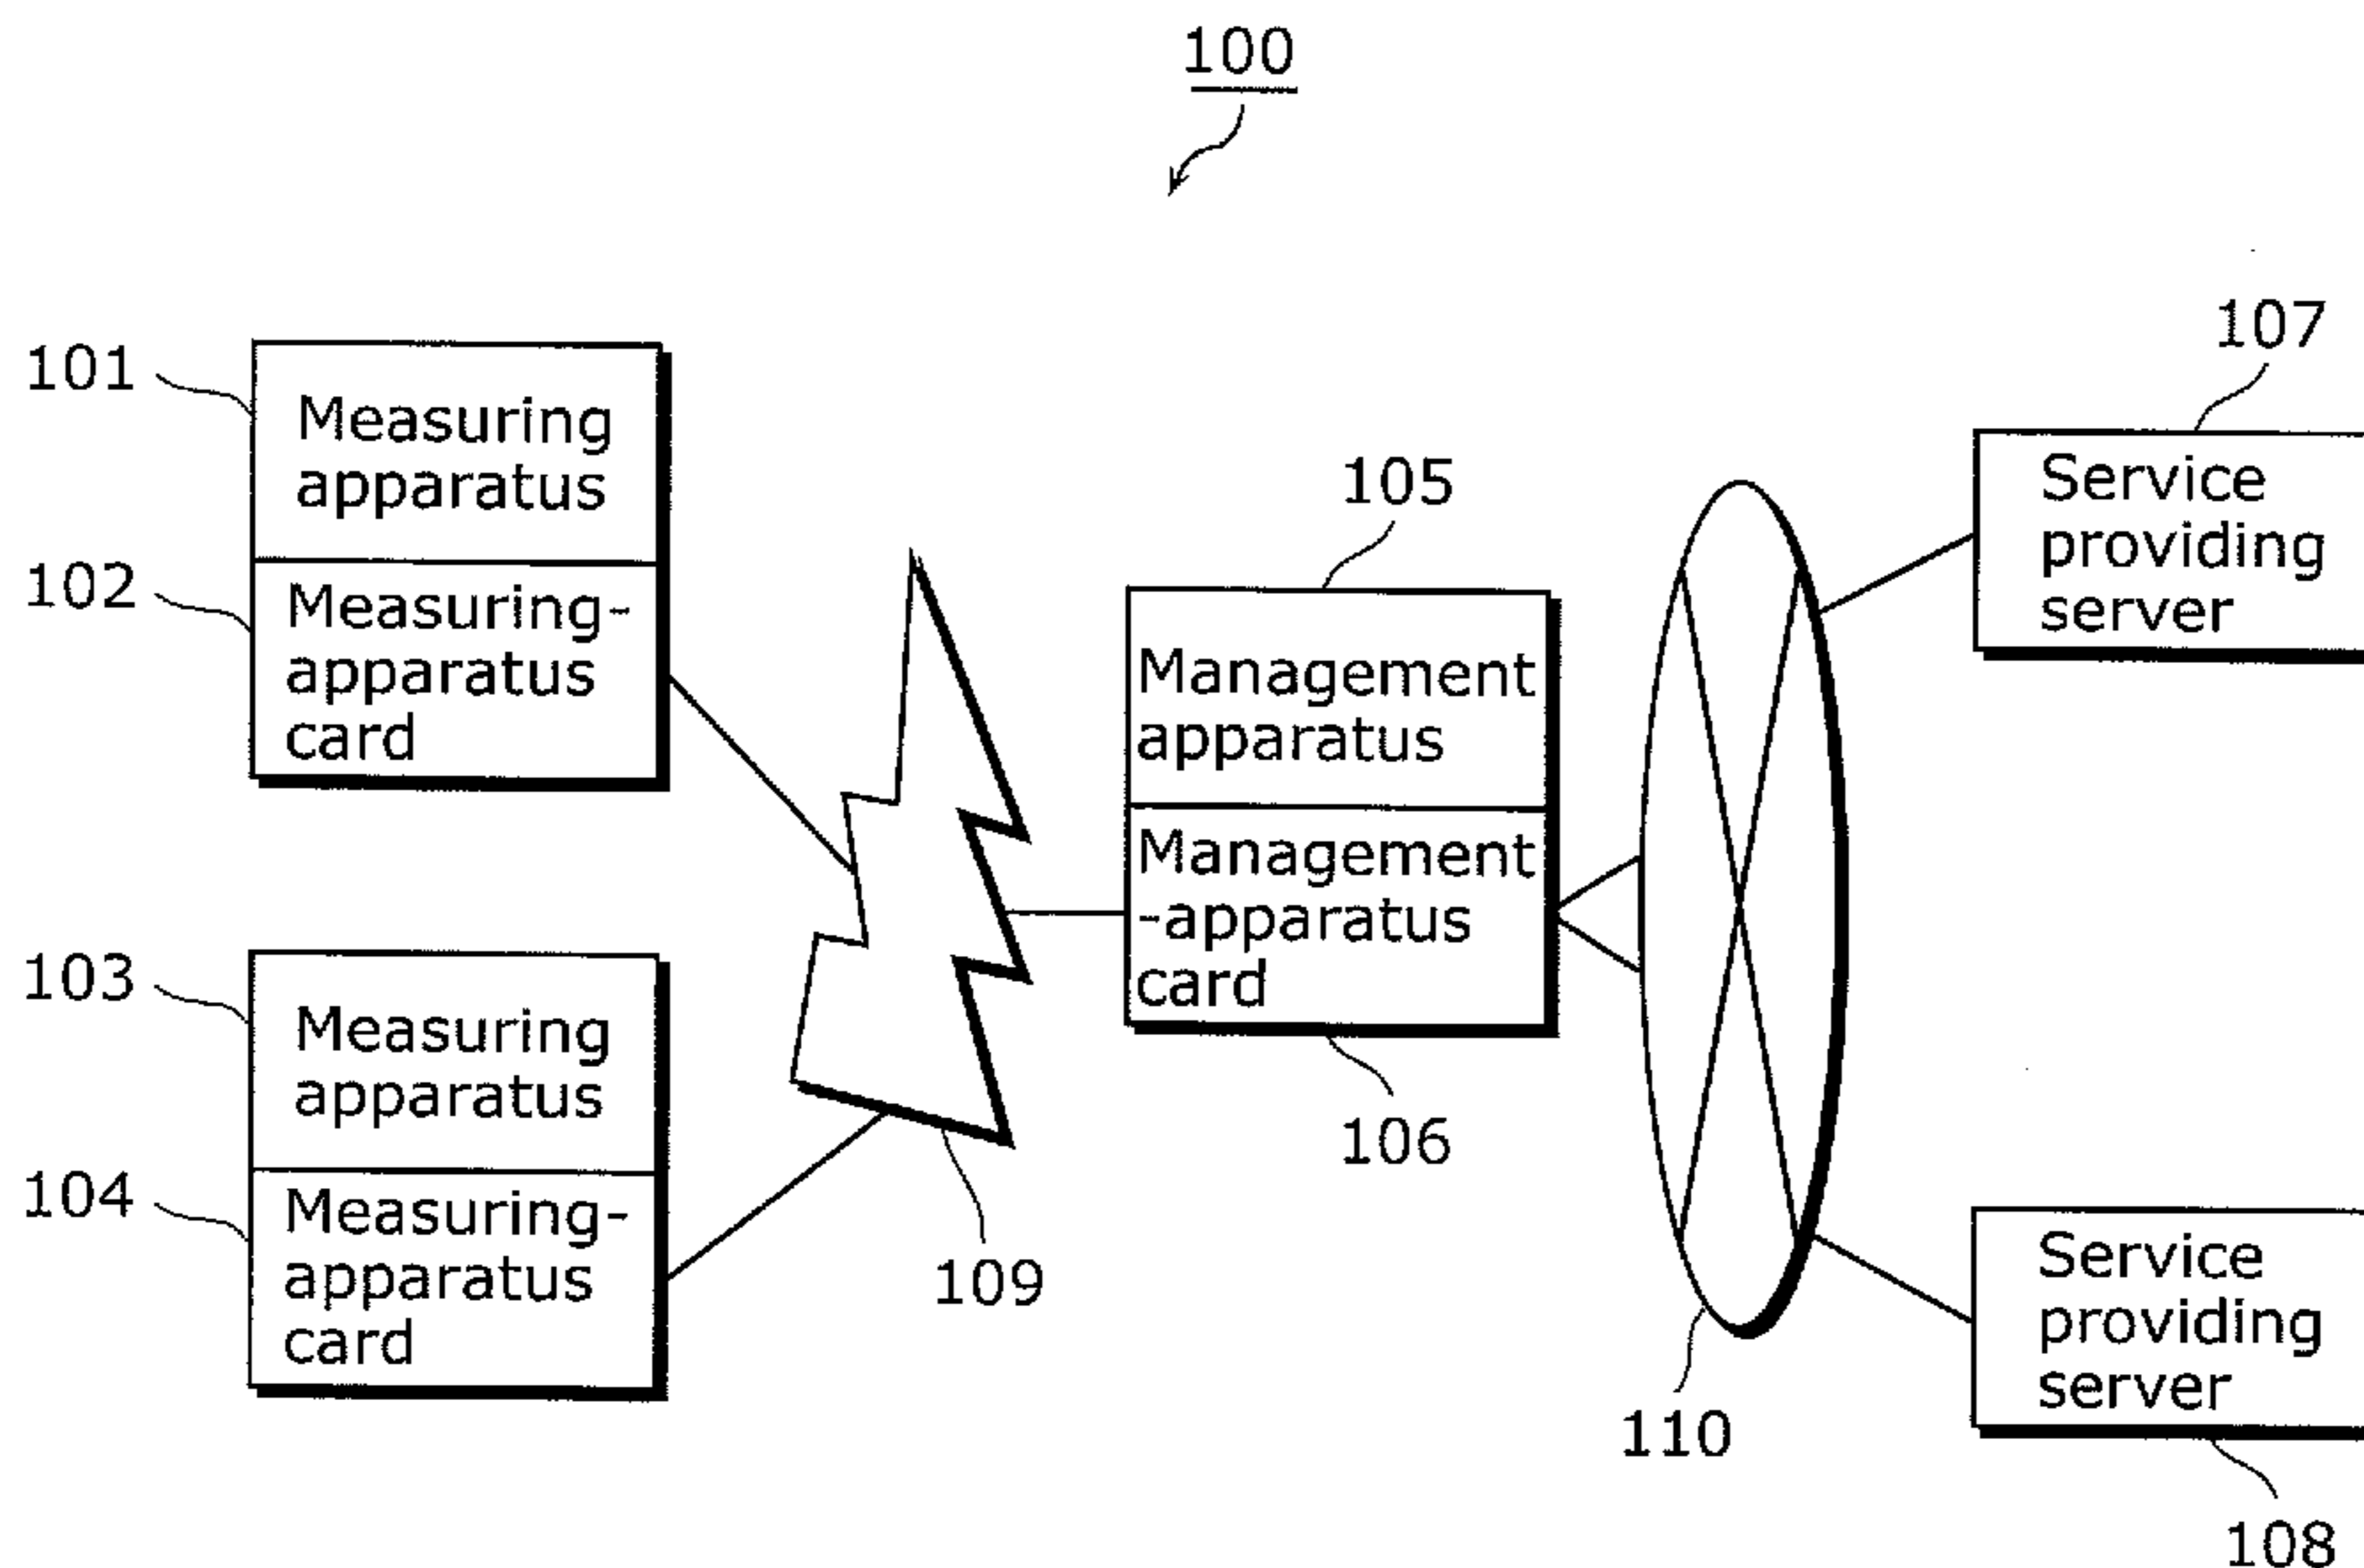 100
101
Measuring
apparatus
102
Measuring-
apparatus
card
103
Measuring
apparatus
104
Measuring-
apparatus
card
109
105
Management
apparatus
Management
-apparatus
card
106
110
107
Service
providing
server
Service
providing
server
108